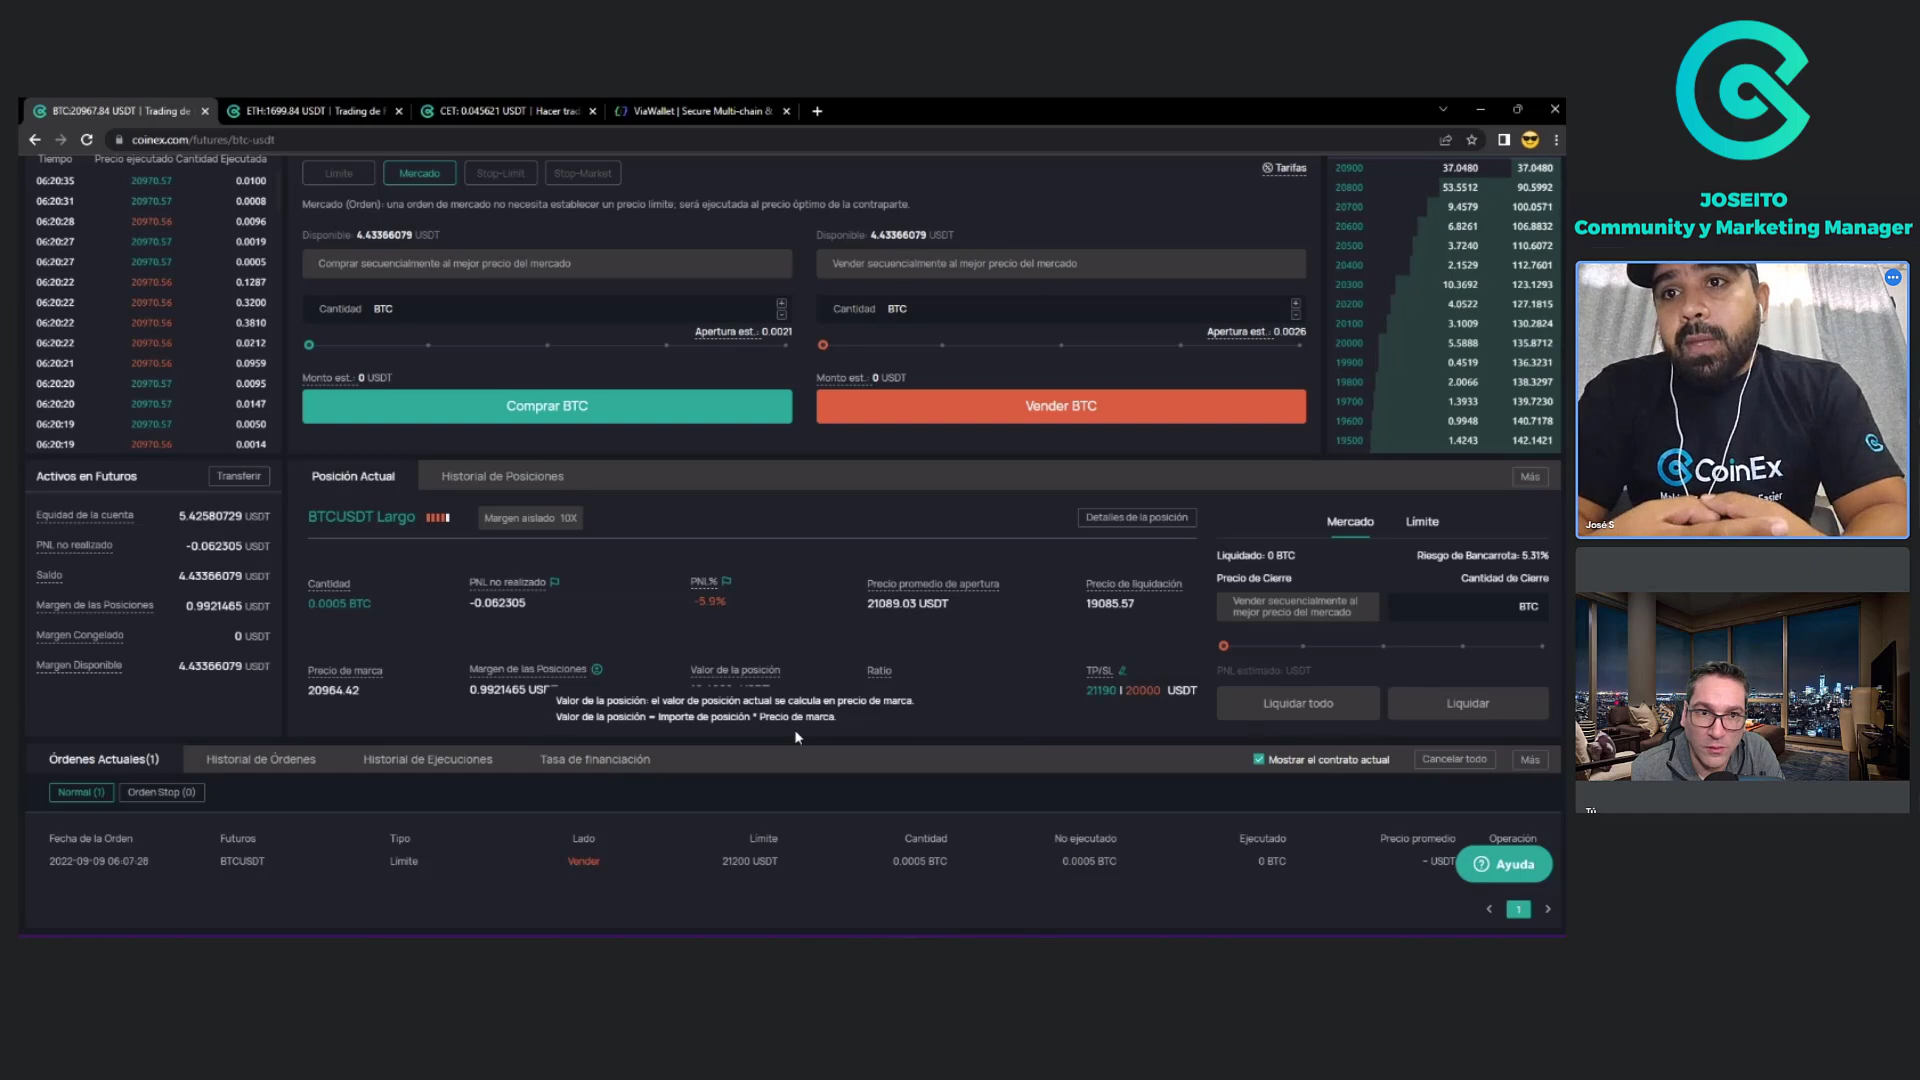 BTC:20967.84 USDT | Trading de
ETH:1699.84 USDT | Trading de F
CET: 0.045621 USDT | Hacer trad
ViaWallet | Secure Multi-chain &
coinex.com/futures/btc-usdt
JOSEITO
Community y Marketing Manager
Tiempo Precio ejecutado Cantidad Ejecutada
06:20:35 20970.57 0.0100
06:20:31 20970.57 0.0008
06:20:28 20970.56 0.0096
06:20:27 20970.57 0.0019
06:20:27 20970.57 0.0005
06:20:22 20970.56 0.1287
06:20:22 20970.56 0.3200
06:20:22 20970.56 0.3810
06:20:22 20970.56 0.0212
06:20:21 20970.56 0.0959
06:20:20 20970.57 0.0095
06:20:20 20970.57 0.0147
06:20:19 20970.57 0.0050
06:20:19 20970.56 0.0014
Límite Mercado Stop-Limit Stop-Market
Tarifas
Mercado (Orden): una orden de mercado no necesita establecer un precio límite; será ejecutada al precio óptimo de la contraparte.
Disponible: 4.43366079 USDT
Comprar secuencialmente al mejor precio del mercado
Cantidad BTC
Apertura est.: 0.0021
Monto est.: 0 USDT
Comprar BTC
Disponible: 4.43366079 USDT
Vender secuencialmente al mejor precio del mercado
Cantidad BTC
Apertura est.: 0.0026
Monto est.: 0 USDT
Vender BTC
20900 37.0480 37.0480
20800 53.5512 90.5992
20700 9.4579 100.0571
20600 6.8261 106.8832
20500 3.7240 110.6072
20400 2.1529 112.7601
20300 10.3692 123.1293
20200 4.0522 127.1815
20100 3.1009 130.2824
20000 5.5888 135.8712
19900 0.4519 136.3231
19800 2.0066 138.3297
19700 1.3933 139.7230
19600 0.9948 140.7178
19500 1.4243 142.1421
CoinEx
José S
Tú
Activos en Futuros Transferir
Equidad de la cuenta 5.42580729 USDT
PNL no realizado -0.062305 USDT
Saldo 4.43366079 USDT
Margen de las Posiciones 0.9921465 USDT
Margen Congelado 0 USDT
Margen Disponible 4.43366079 USDT
Posición Actual Historial de Posiciones Más
BTCUSDT Largo Margen aislado 10X Detalles de la posición
Cantidad PNL no realizado PNL% Precio promedio de apertura Precio de liquidación
0.0005 BTC -0.062305 -5.9% 21089.03 USDT 19085.57
Precio de marca Margen de las Posiciones Valor de la posición Ratio TP/SL
20964.42 0.9921465 USDT 21190 | 20000 USDT
Valor de la posición: el valor de posición actual se calcula en precio de marca.
Valor de la posición = Importe de posición * Precio de marca.
Mercado Límite
Liquidado: 0 BTC Riesgo de Bancarrota: 5.31%
Precio de Cierre Cantidad de Cierre
Vender secuencialmente al
mejor precio del mercado
BTC
PNL estimado: USDT
Liquidar todo Liquidar
Órdenes Actuales(1) Historial de Órdenes Historial de Ejecuciones Tasa de financiación
Mostrar el contrato actual Cancelar todo Más
Normal (1) Orden Stop (0)
Fecha de la Orden Futuros Tipo Lado Límite Cantidad No ejecutado Ejecutado Precio promedio Operación
2022-09-09 06:07:28 BTCUSDT Límite Vender 21200 USDT 0.0005 BTC 0.0005 BTC 0 BTC - USDT
Ayuda
1